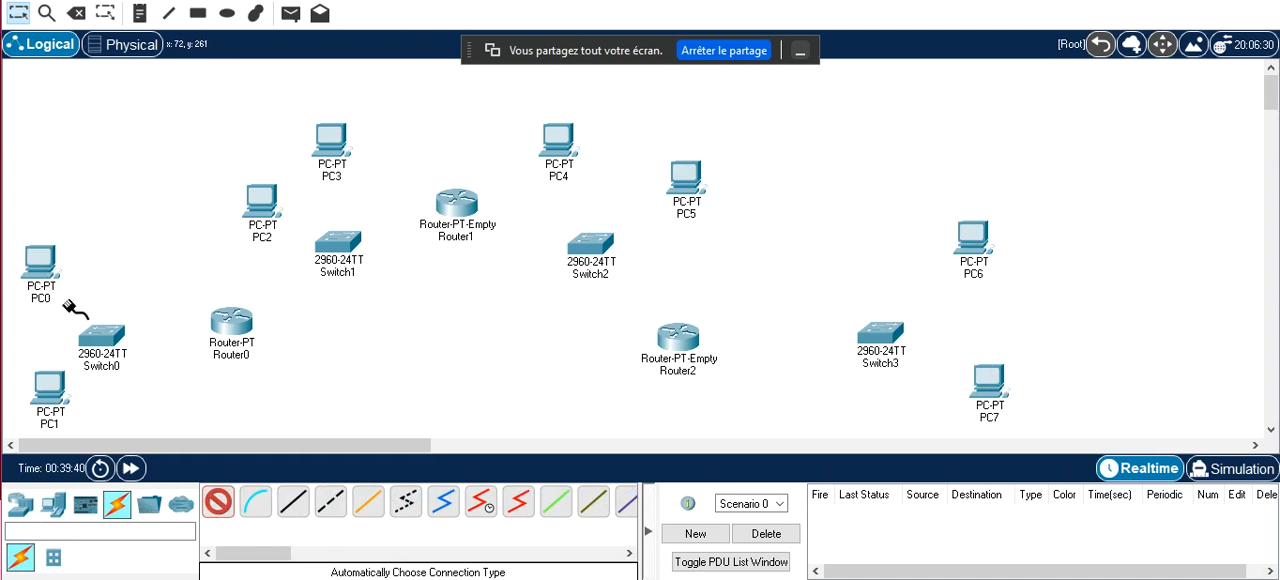 Logical
Physical
x: 72, y: 261
Vous partagez tout votre écran.
Arrêter le partage
[Root]
20:06:30
PC-PT
PC3
PC-PT
PC4
PC-PT
PC5
PC-PT
PC2
Router-PT-Empty
Router1
2960-24TT
Switch1
2960-24TT
Switch2
PC-PT
PC6
PC-PT
PC0
2960-24TT
Switch0
Router-PT
Router0
Router-PT-Empty
Router2
2960-24TT
Switch3
PC-PT
PC1
PC-PT
PC7
Time: 00:39:40
Realtime
Simulation
Scenario 0
New
Delete
Toggle PDU List Window
Fire
Last Status
Source
Destination
Type
Color
Time(sec)
Periodic
Num
Edit
Dele
Automatically Choose Connection Type